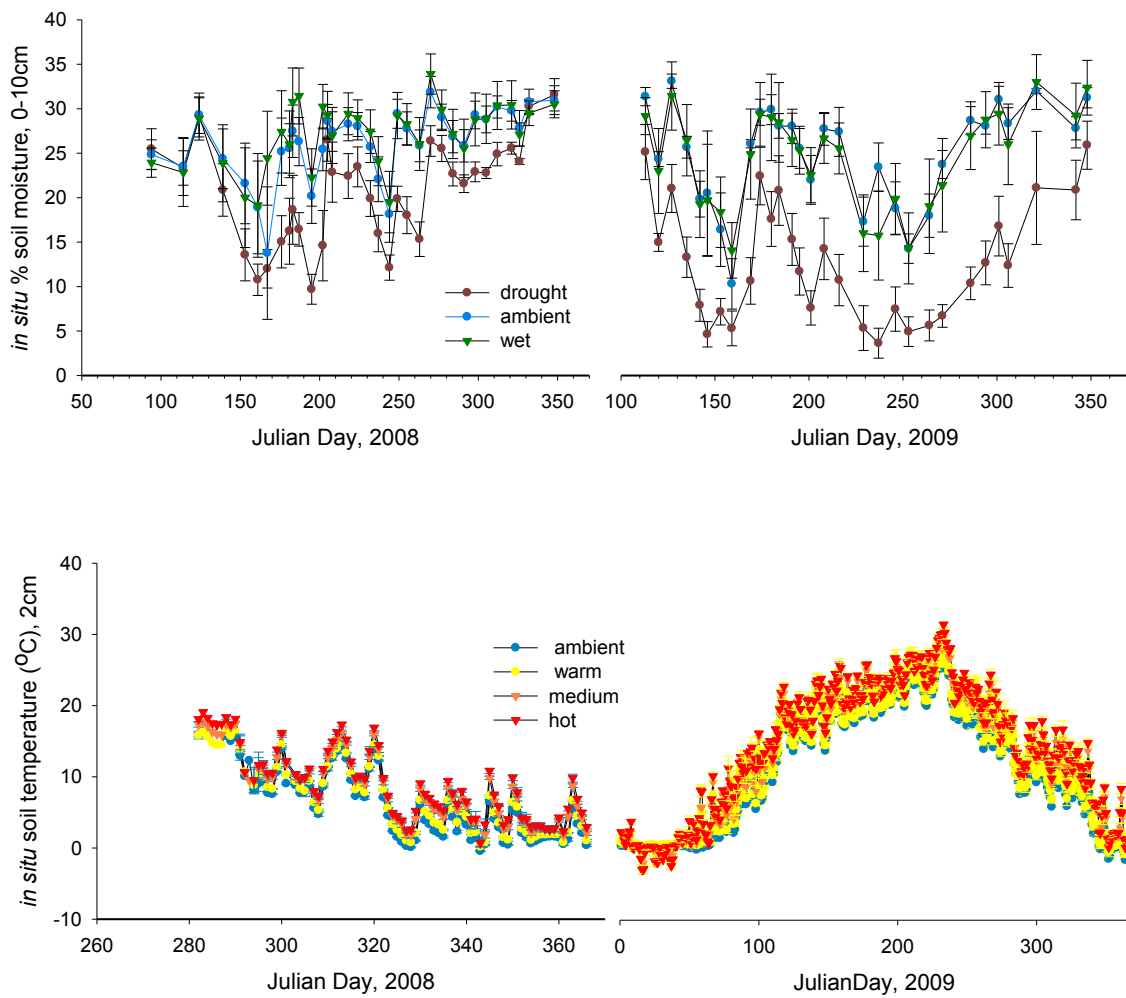 in situ % soil moisture, 0-10cm
40
35
30
25
20
15
10
5
0
drought
ambient
wet
50 100 150 200 250 300 350
100 150 200 250 300 350
Julian Day, 2008
Julian Day, 2009
in situ soil temperature (OC), 2cm
40
30
20
10
0
-10
ambient
warm
medium
hot
260 280 300 320 340 360
0 100 200 300
Julian Day, 2008
JulianDay, 2009